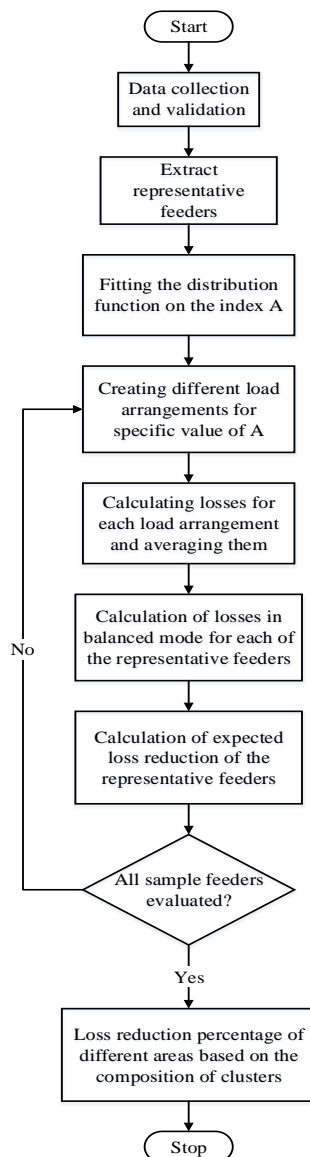 Start
Data collection
and validation
Extract
representative
feeders
Fitting the distribution
function on the index A
Creating different load
arrangements for
specific value of A
Calculating losses for
each load arrangement
and averaging them
Calculation of losses in
balanced mode for each of
the representative feeders
Calculation of expected
loss reduction of the
representative feeders
No
All sample feeders
evaluated?
Yes
Loss reduction percentage of
different areas based on the
composition of clusters
Stop